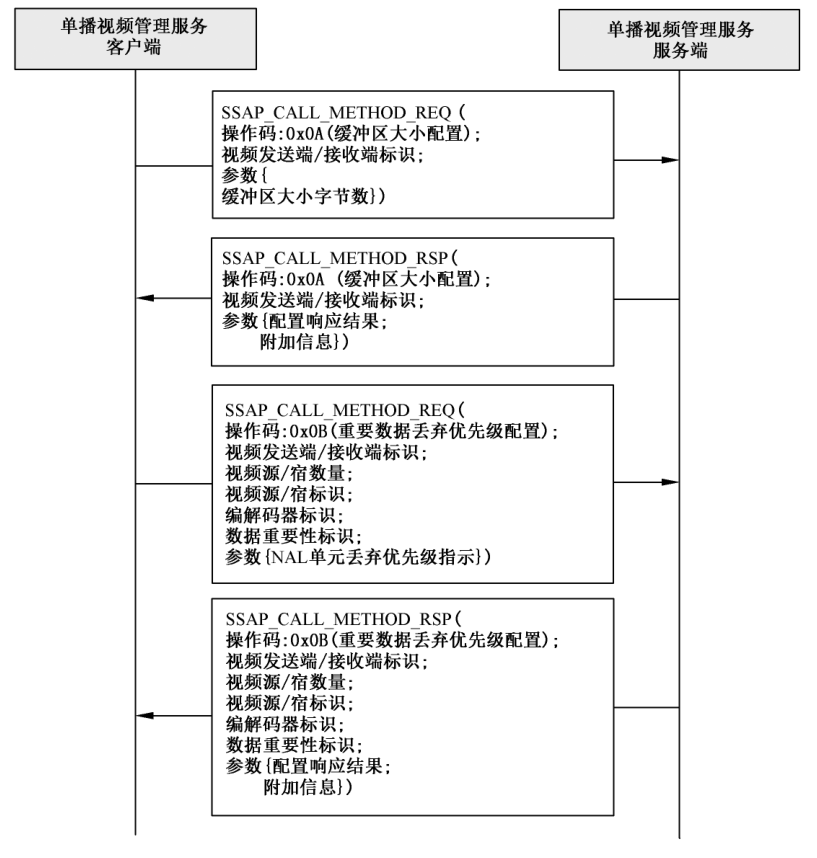 单播视频管理服务
客户端
单播视频管理服务
服务端
SSAP_CALL_METHOD_REQ(
操作码:0x0A(缓冲区大小配置);
视频发送端/接收端标识;
参数{
缓冲区大小字节数})
SSAP_CALL_METHOD_RSP(
操作码:0x0A (缓冲区大小配置);
视频发送端/接收端标识;
参数{配置响应结果;
附加信息})
SSAP_CALL_METHOD_REQ(
操作码:0x0B(重要数据丢弃优先级配置);
视频发送端/接收端标识;
视频源/宿数量;
视频源/宿标识;
编解码器标识;
数据重要性标识;
参数{NAL单元丢弃优先级指示})
SSAP_CALL_METHOD_RSP(
操作码:0x0B(重要数据丢弃优先级配置);
视频发送端/接收端标识;
视频源/宿数量;
视频源/宿标识;
编解码器标识;
数据重要性标识;
参数{配置响应结果;
附加信息})